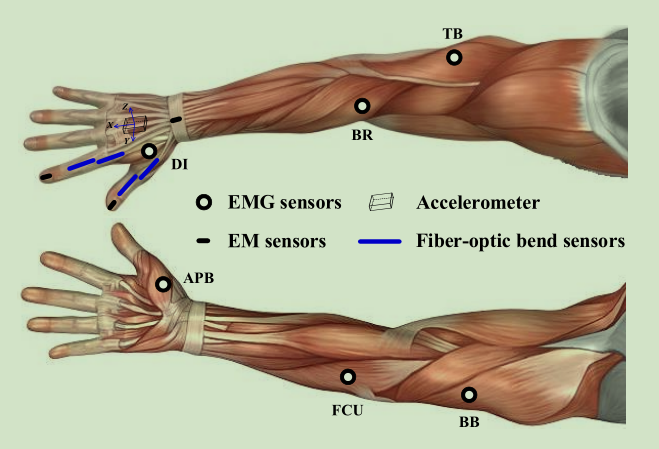 TB
BR
Z
X
Y
DI
EMG sensors
Accelerometer
EM sensors
Fiber-optic bend sensors
APB
FCU
BB